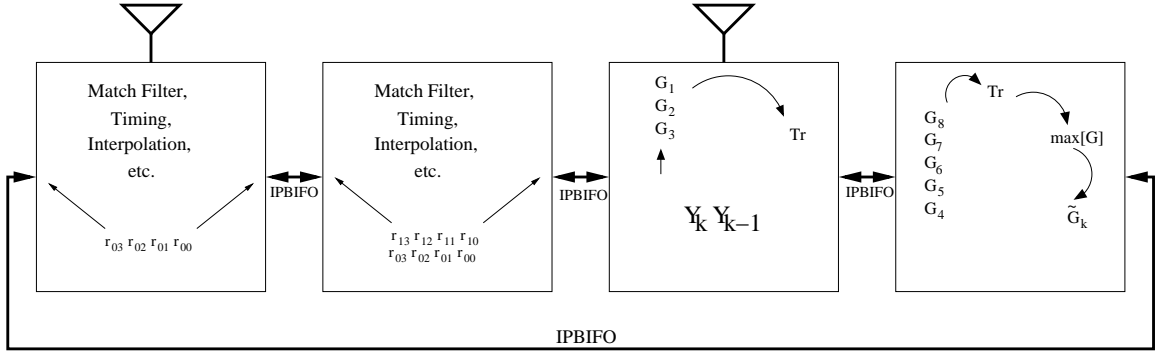 Match Filter,
Timing,
Interpolation,
etc.
r03 r02 r01 r00
IPBIFO
Match Filter,
Timing,
Interpolation,
etc.
r13 r12 r11 r10
r03 r02 r01 r00
IPBIFO
G1
G2
G3
Tr
Yk Yk−1
IPBIFO
Tr
G8
G7
G6
G5
G4
max[G]
G̃k
IPBIFO